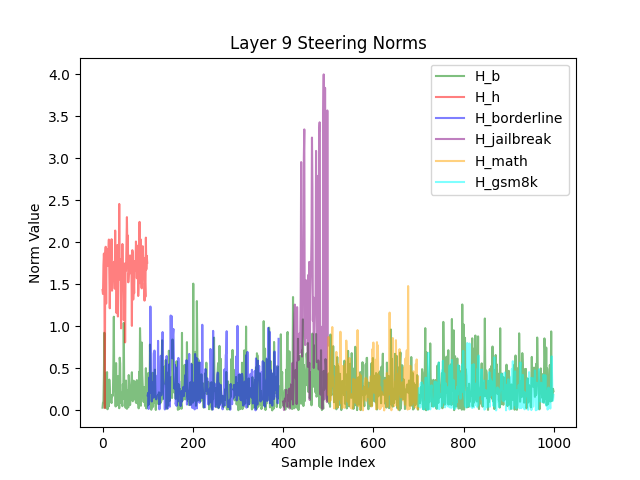 Layer 9 Steering Norms
Norm Value
4.0
3.5
3.0
2.5
2.0
1.5
1.0
0.5
0.0
H_b
H_h
H_borderline
H_jailbreak
H_math
H_gsm8k
0
200
400
600
800
1000
Sample Index